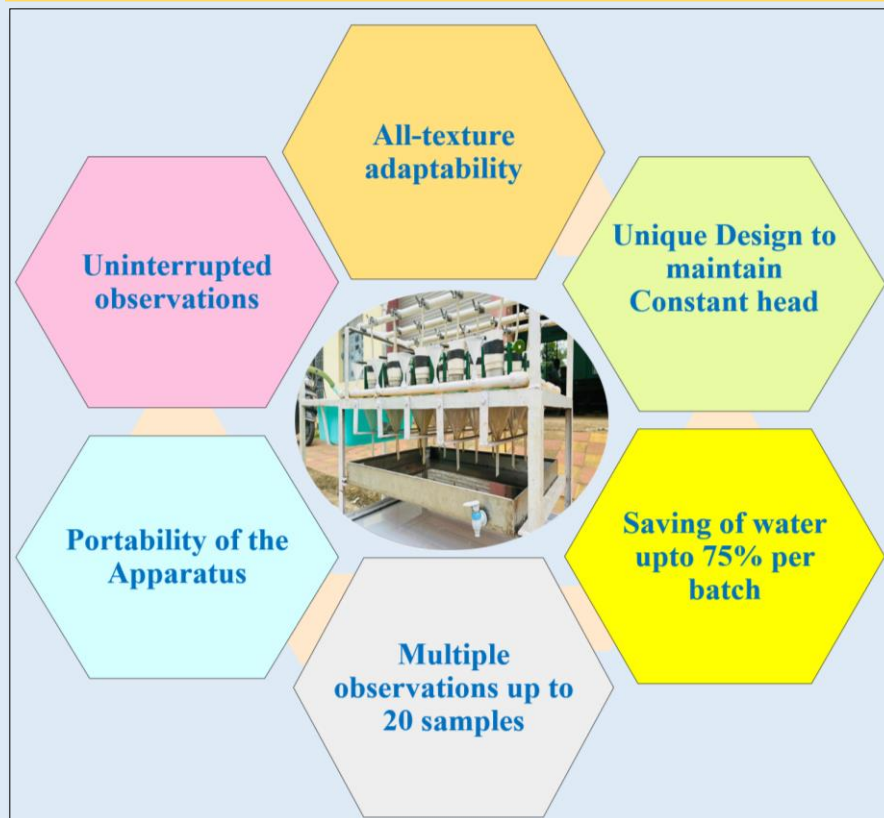 All-texture
adaptability
Unique Design to
maintain
Constant head
Uninterrupted
observations
Saving of water
upto 75% per
batch
Portability of the
Apparatus
Multiple
observations up to
20 samples